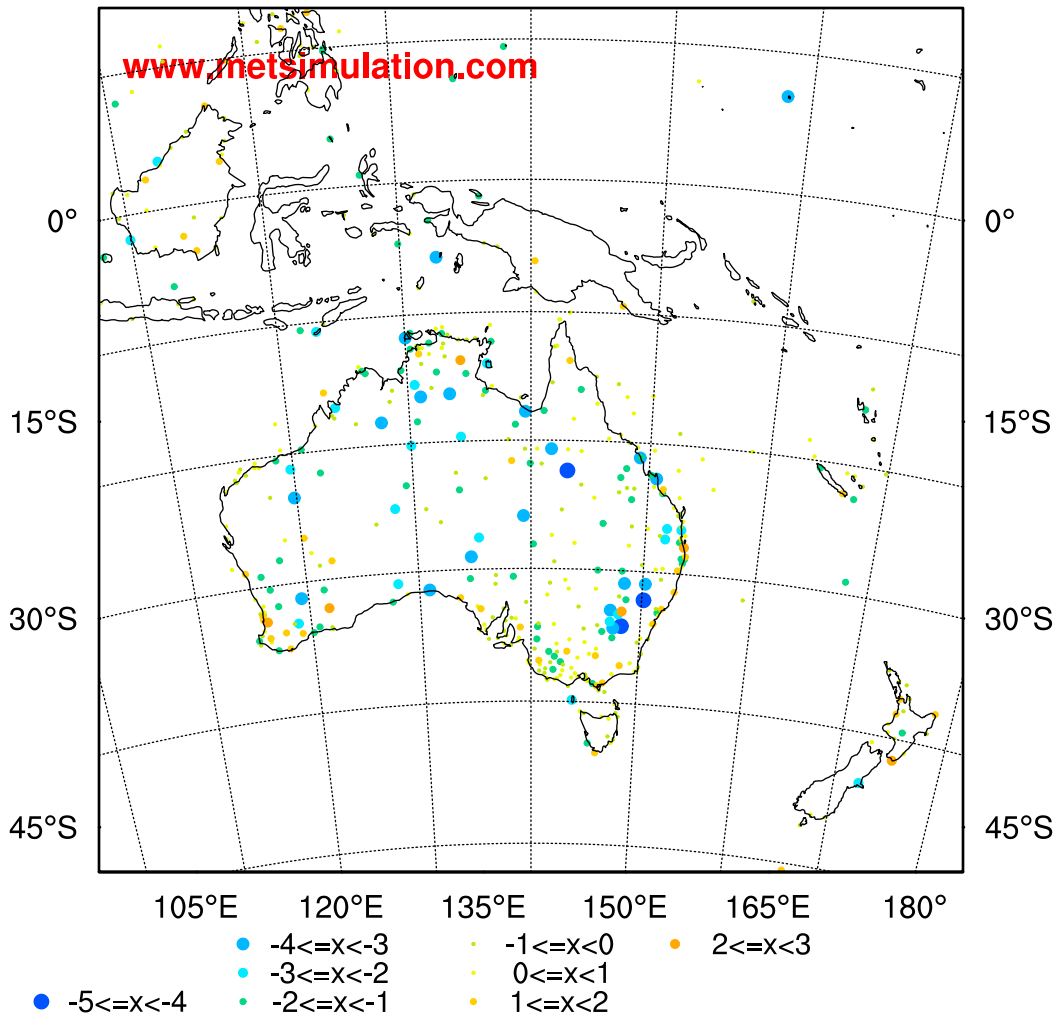 www.metsimulation.com
0° 0°
15°S 15°S
30°S 30°S
45°S 45°S
105°E 120°E 135°E 150°E 165°E 180°
-4<=x<-3 -1<=x<0 2<=x<3
-3<=x<-2 0<=x<1
-5<=x<-4 -2<=x<-1 1<=x<2